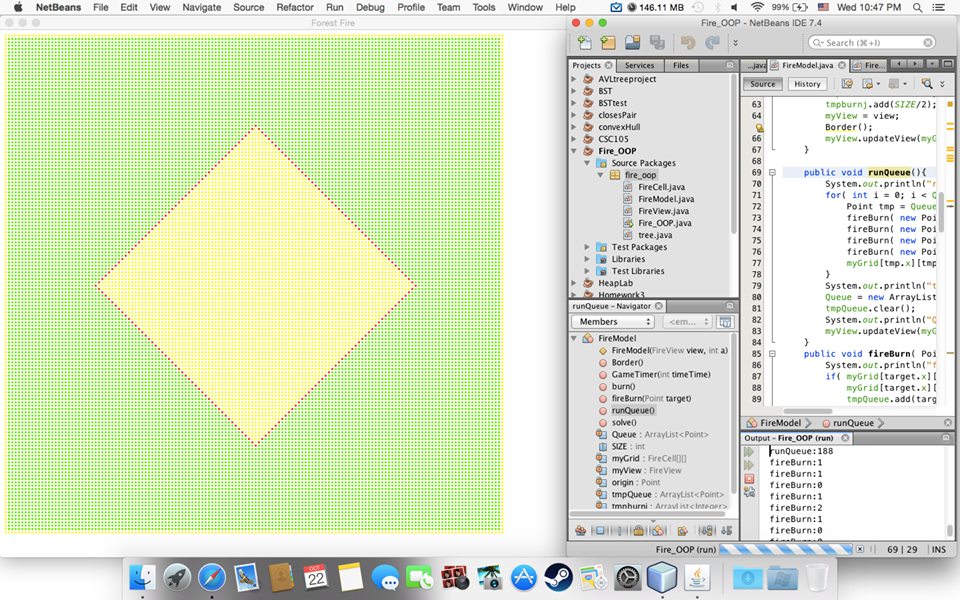 NetBeans File Edit View Navigate Source Refactor Run Debug Profile Team Tools Window Help 146.11 MB 99% Wed 10:47 PM
Forest Fire
Fire_OOP - NetBeans IDE 7.4
Search (⌘+I)
Projects Services Files
AVLtreeproject
BST
BSTtest
closesPair
convexHull
CSC105
Fire_OOP
Source Packages
fire_oop
FireCell.java
FireModel.java
FireView.java
Fire_OOP.java
tree.java
Test Packages
Libraries
Test Libraries
HeapLab
Homework3
runQueue - Navigator
Members <em...
FireModel
FireModel(FireView view, int a)
Border()
GameTimer(int timeTime)
burn()
fireBurn(Point target)
runQueue()
solve()
Queue : ArrayList<Point>
SIZE : int
myGrid : FireCell[][]
myView : FireView
origin : Point
tmpQueue : ArrayList<Point>
tmpburni : ArrayList<Integer>
...java FireModel.java Fire...
Source History
63 tmpburnj.add(SIZE/2);
64 myView = view;
Border();
66 myView.updateView(myG
67 }
68
69 public void runQueue(){
70 System.out.println("r
71 for( int i = 0; i < Q
72 Point tmp = Queue
73 fireBurn( new Poi
74 fireBurn( new Poi
75 fireBurn( new Poi
76 fireBurn( new Poi
77 myGrid[tmp.x][tmp
78 }
79 System.out.println("t
80 Queue = new ArrayList
81 tmpQueue.clear();
82 System.out.println("Q
83 myView.updateView(myG
84 }
85 public void fireBurn( Poi
86 System.out.println("f
87 if( myGrid[target.x][
88 myGrid[target.x][
89 tmpQueue.add(targ
FireModel runQueue
Output - Fire_OOP (run)
runQueue:188
fireBurn:1
fireBurn:1
fireBurn:0
fireBurn:1
fireBurn:2
fireBurn:1
fireBurn:0
fireBurn:0
Fire_OOP (run) 69 | 29 INS
OCT
22